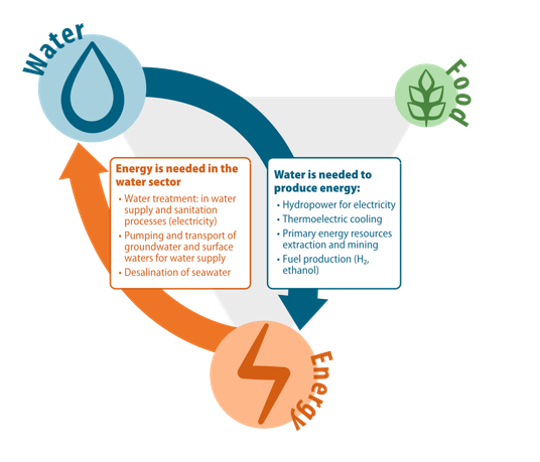 Water
Food
Energy is needed in the
water sector
• Water treatment: in water
supply and sanitation
processes (electricity)
• Pumping and transport of
groundwater and surface
waters for water supply
• Desalination of seawater
Water is needed to
produce energy:
• Hydropower for electricity
• Thermoelectric cooling
• Primary energy resources
extraction and mining
• Fuel production (H₂,
ethanol)
Energy